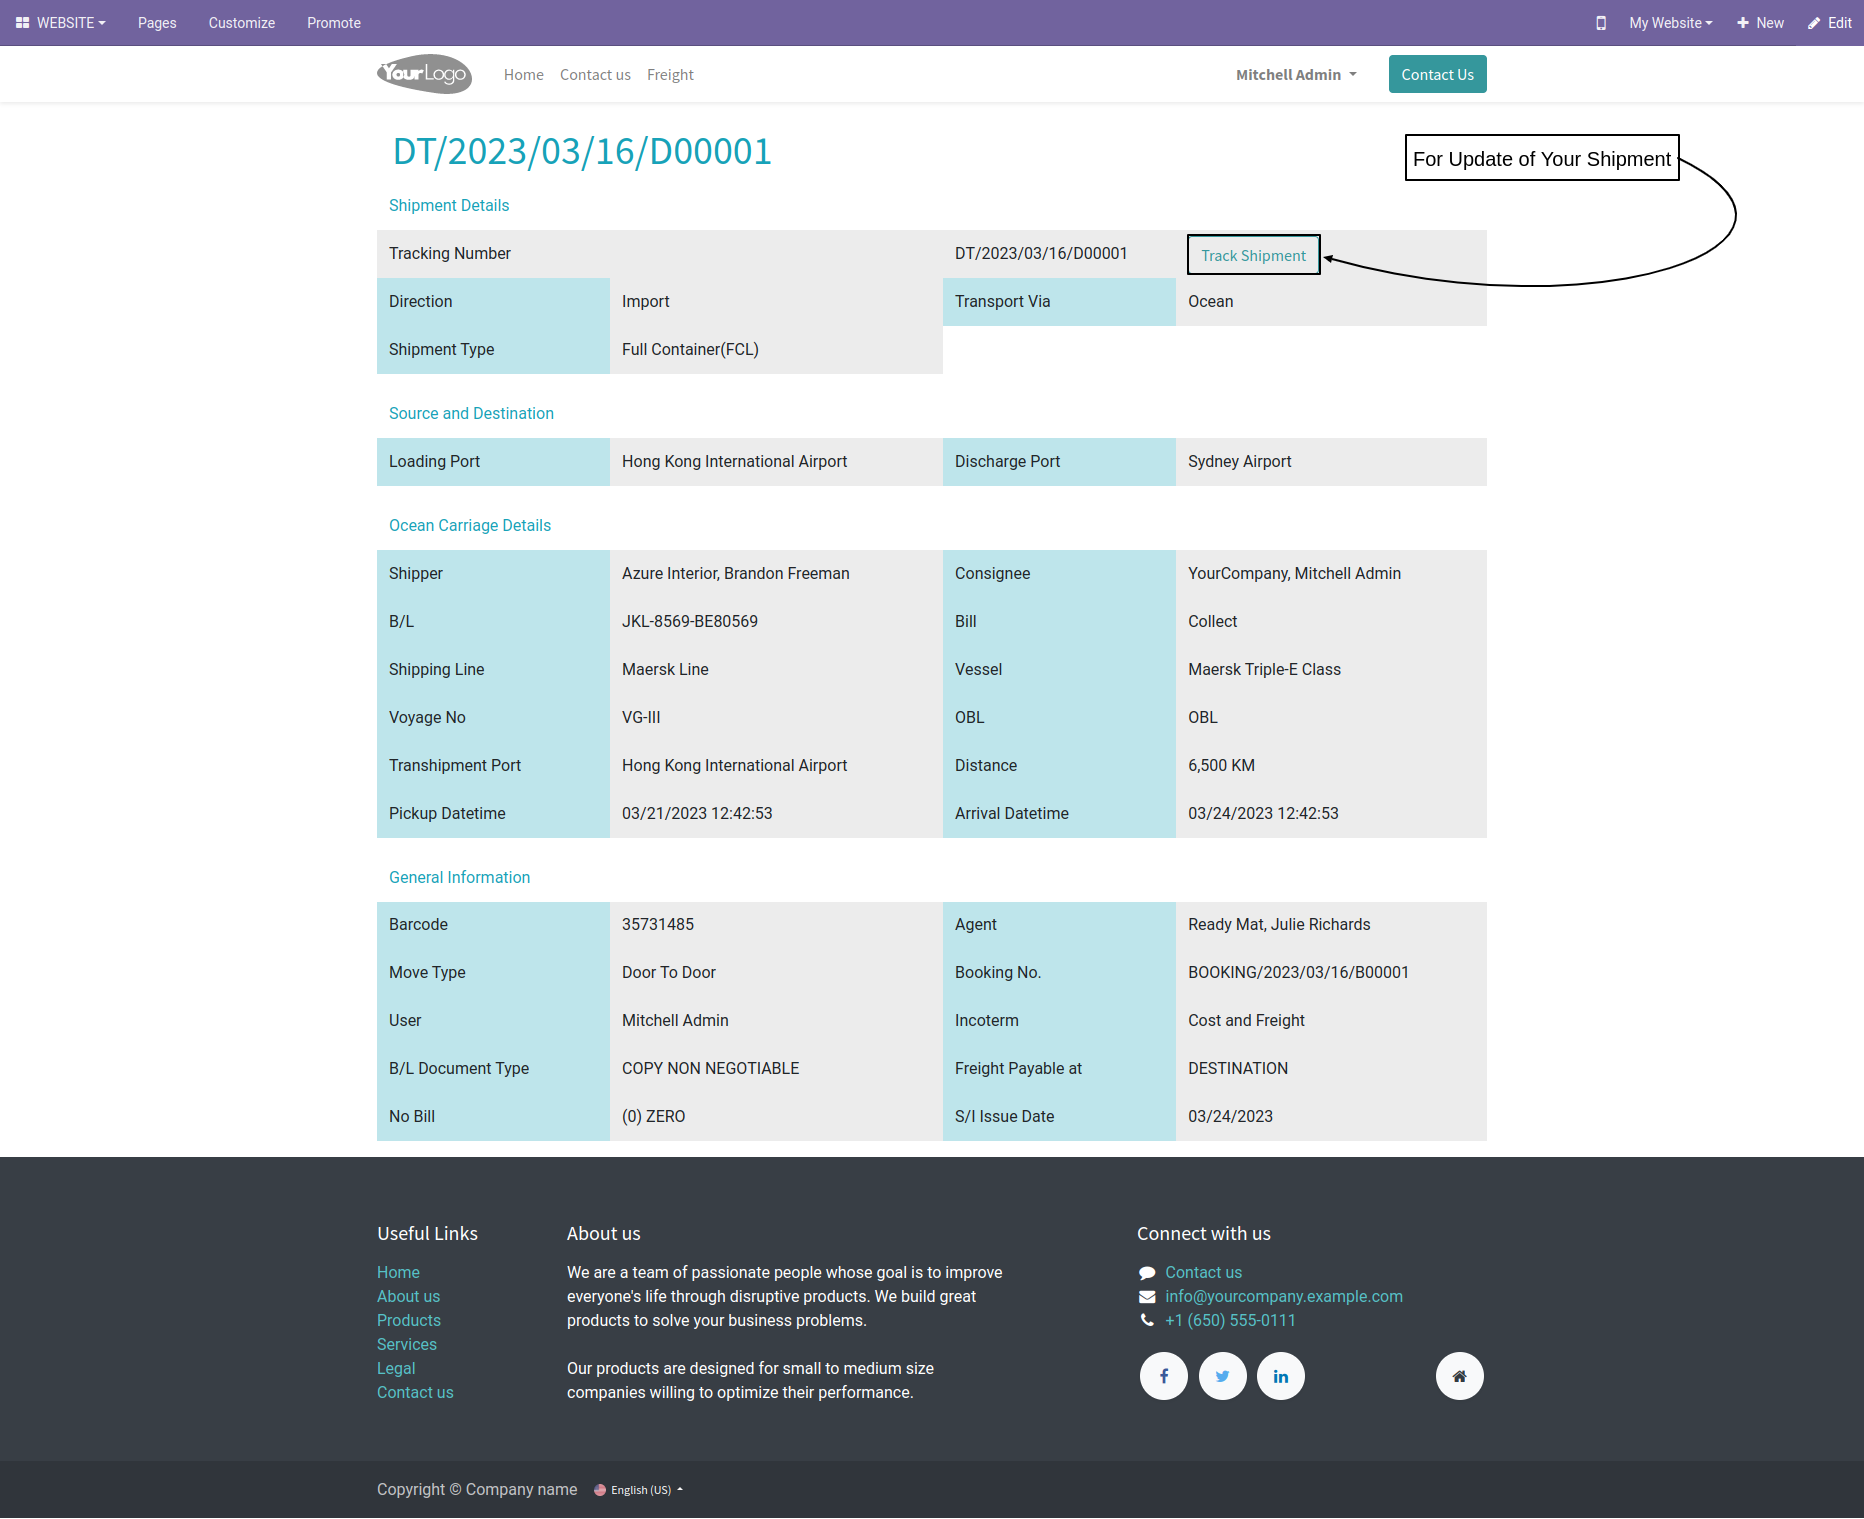 WEBSITE Pages Customize Promote My Website New Edit
YourLogo Home Contact us Freight Mitchell Admin Contact Us
DT/2023/03/16/D00001
For Update of Your Shipment
Shipment Details
Tracking Number DT/2023/03/16/D00001 Track Shipment
Direction Import Transport Via Ocean
Shipment Type Full Container(FCL)
Source and Destination
Loading Port Hong Kong International Airport Discharge Port Sydney Airport
Ocean Carriage Details
Shipper Azure Interior, Brandon Freeman Consignee YourCompany, Mitchell Admin
B/L JKL-8569-BE80569 Bill Collect
Shipping Line Maersk Line Vessel Maersk Triple-E Class
Voyage No VG-III OBL OBL
Transhipment Port Hong Kong International Airport Distance 6,500 KM
Pickup Datetime 03/21/2023 12:42:53 Arrival Datetime 03/24/2023 12:42:53
General Information
Barcode 35731485 Agent Ready Mat, Julie Richards
Move Type Door To Door Booking No. BOOKING/2023/03/16/B00001
User Mitchell Admin Incoterm Cost and Freight
B/L Document Type COPY NON NEGOTIABLE Freight Payable at DESTINATION
No Bill (0) ZERO S/I Issue Date 03/24/2023
Useful Links
Home
About us
Products
Services
Legal
Contact us
About us
We are a team of passionate people whose goal is to improve
everyone's life through disruptive products. We build great
products to solve your business problems.
Our products are designed for small to medium size
companies willing to optimize their performance.
Connect with us
Contact us
info@yourcompany.example.com
+1 (650) 555-0111
Copyright © Company name English (US)